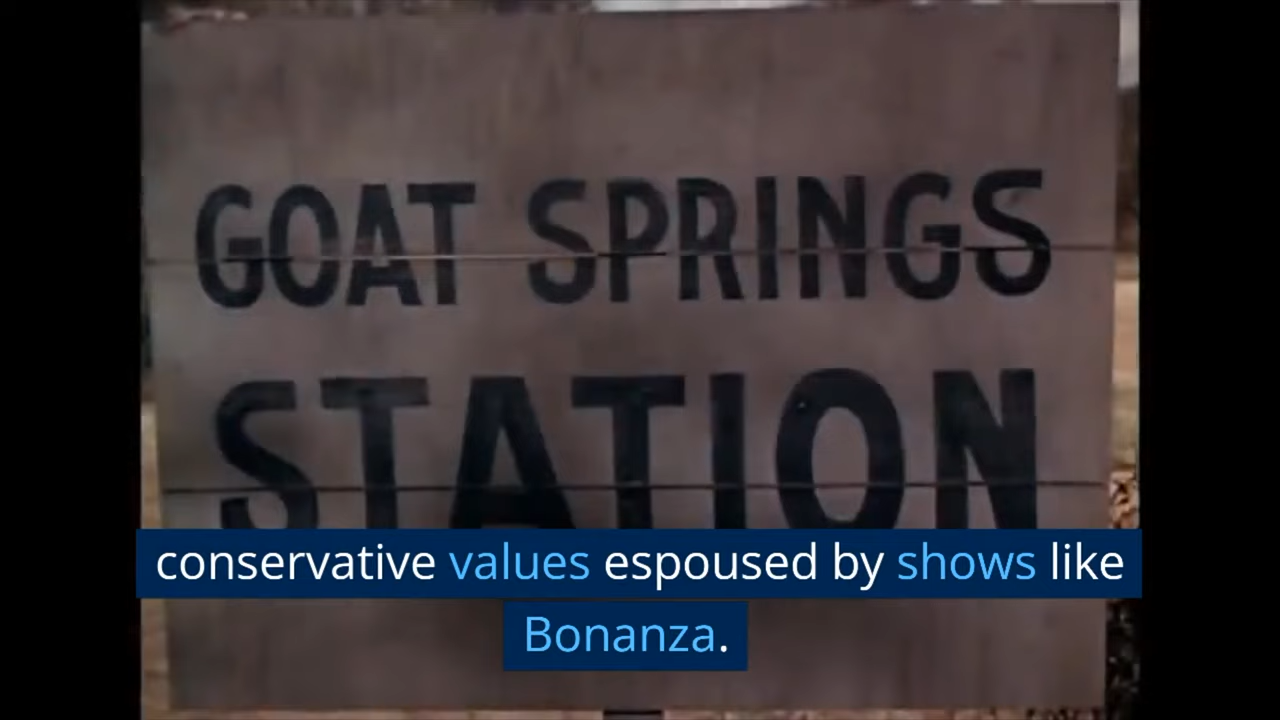 GOAT SPRINGS
STATION
conservative values espoused by shows like
Bonanza.